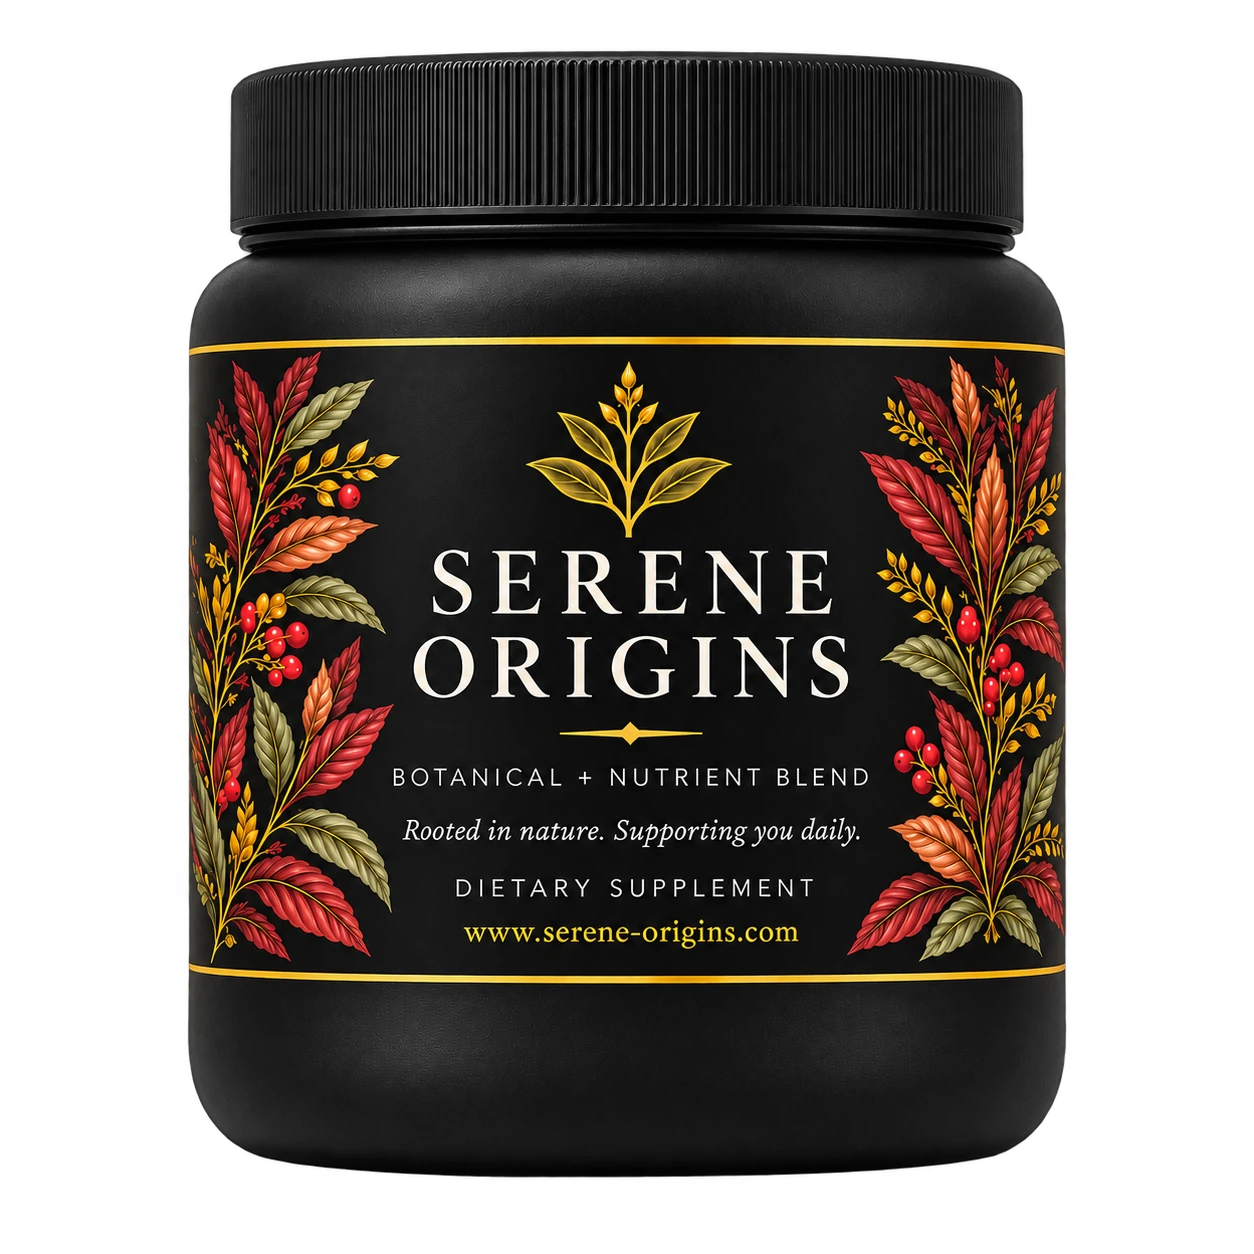 SERENE
ORIGINS
BOTANICAL + NUTRIENT BLEND
Rooted in nature. Supporting you daily.
DIETARY SUPPLEMENT
www.serene-origins.com